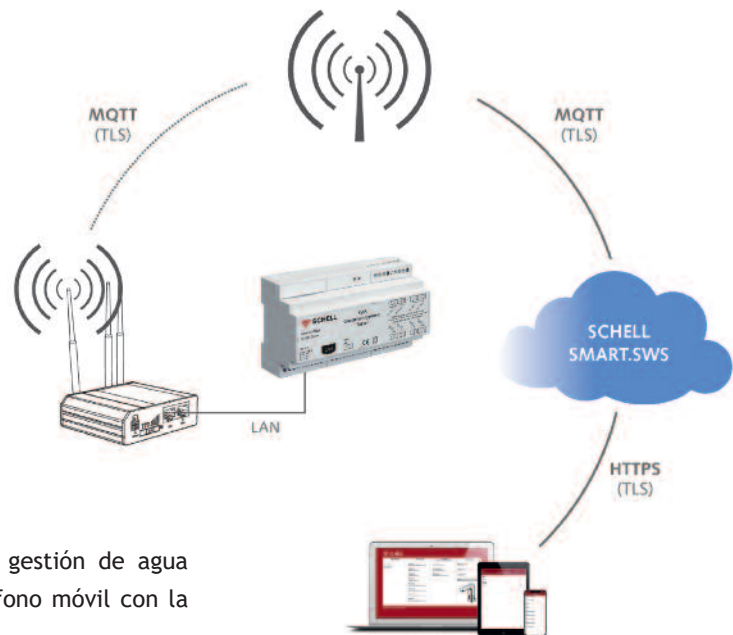 MQTT
(TLS)
MQTT
(TLS)
SCHELL
SCHELL
SMART.SWS
LAN
HTTPS
(TLS)
gestión de agua
fono móvil con la